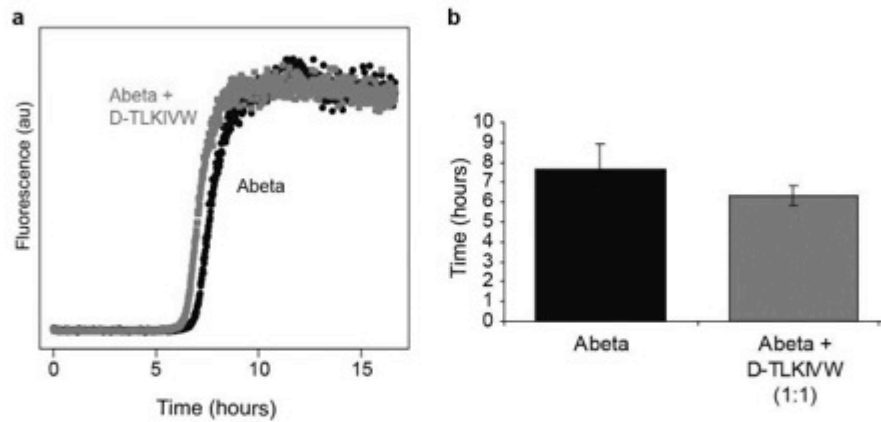 a
Fluorescence (au)
Abeta +
D-TLKIVW
Abeta
0 5 10 15
Time (hours)
b
Time (hours)
10
9
8
7
6
5
4
3
2
1
0
Abeta
Abeta +
D-TLKIVW
(1:1)